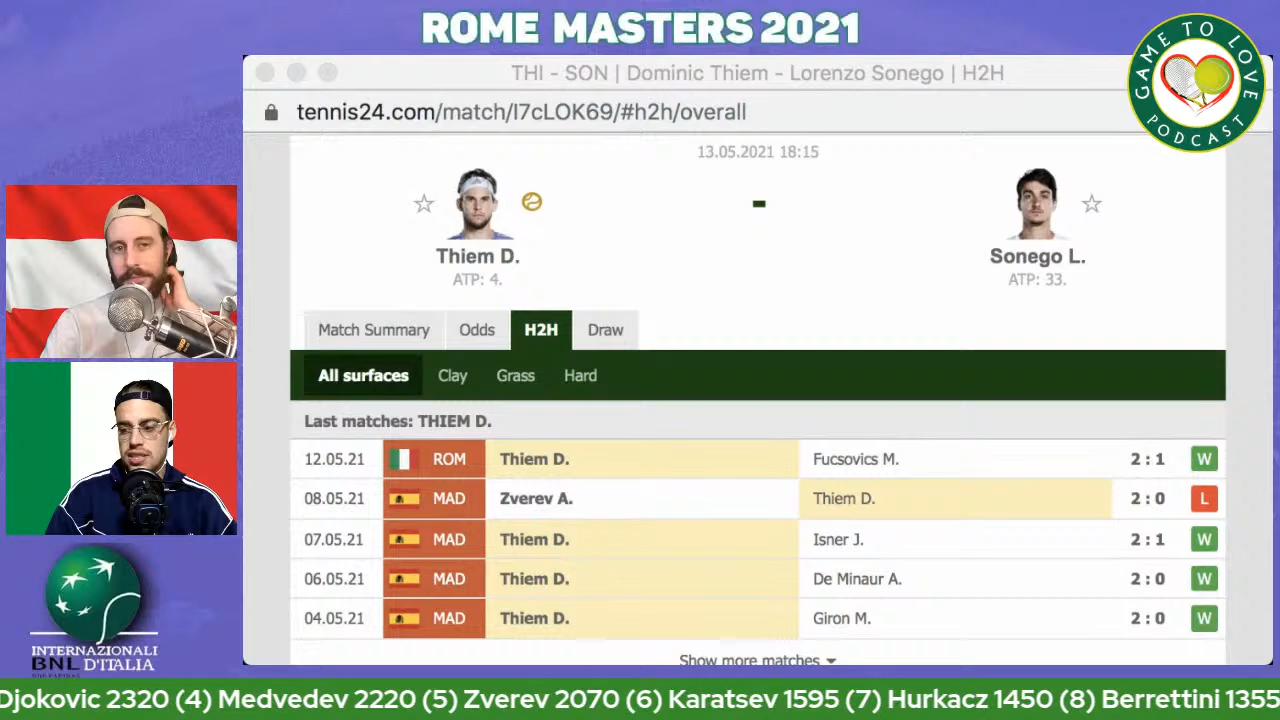 ROME MASTERS 2021
GAME TO LOVE
PODCAST
THI - SON | Dominic Thiem - Lorenzo Sonego | H2H
tennis24.com/match/I7cLOK69/#h2h/overall
13.05.2021 18:15
-
Thiem D.
ATP: 4.
Sonego L.
ATP: 33.
Match Summary Odds H2H Draw
All surfaces Clay Grass Hard
Last matches: THIEM D.
12.05.21 ROM Thiem D. Fucsovics M. 2 : 1 W
08.05.21 MAD Zverev A. Thiem D. 2 : 0 L
07.05.21 MAD Thiem D. Isner J. 2 : 1 W
06.05.21 MAD Thiem D. De Minaur A. 2 : 0 W
04.05.21 MAD Thiem D. Giron M. 2 : 0 W
Show more matches
INTERNAZIONALI
BNL D'ITALIA
Djokovic 2320 (4) Medvedev 2220 (5) Zverev 2070 (6) Karatsev 1595 (7) Hurkacz 1450 (8) Berrettini 1355